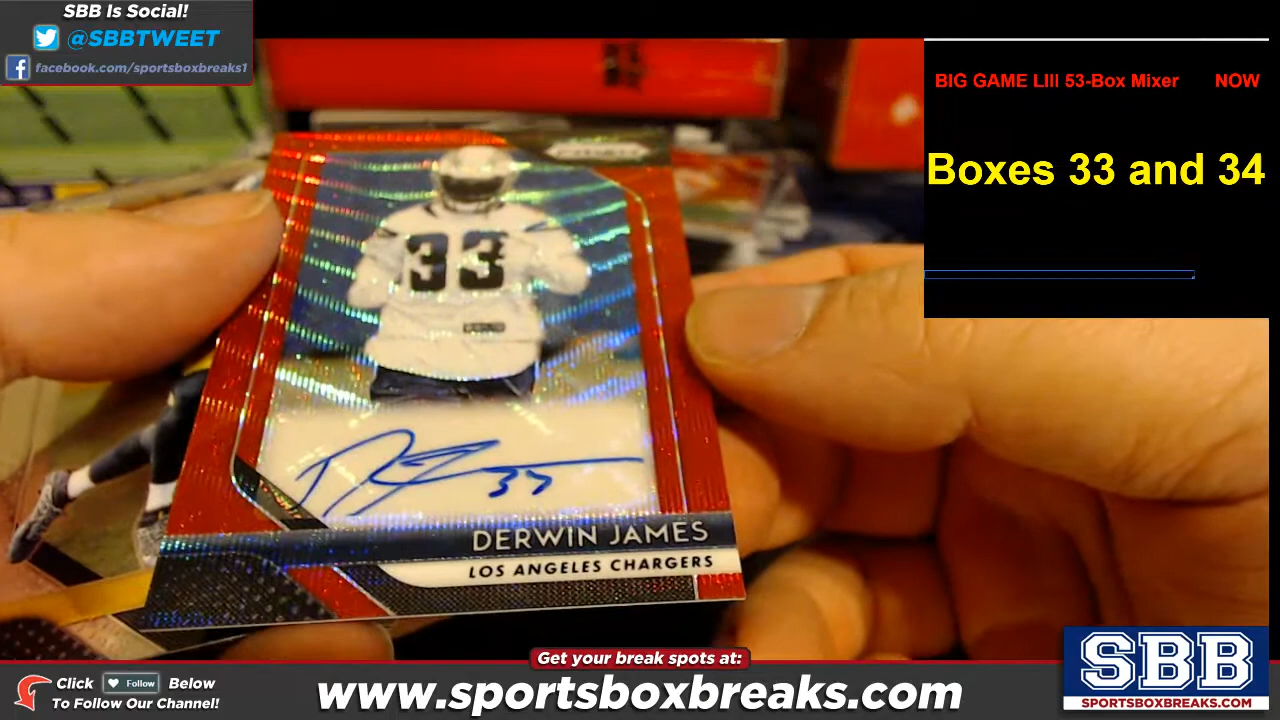 SBB Is Social!
@SBBTWEET
facebook.com/sportsboxbreaks1
BIG GAME LIII 53-Box Mixer NOW
Boxes 33 and 34
PRIZM
33
33
DERWIN JAMES
LOS ANGELES CHARGERS
Get your break spots at:
Click Follow Below
To Follow Our Channel!
www.sportsboxbreaks.com
SBB
SPORTSBOXBREAKS.COM